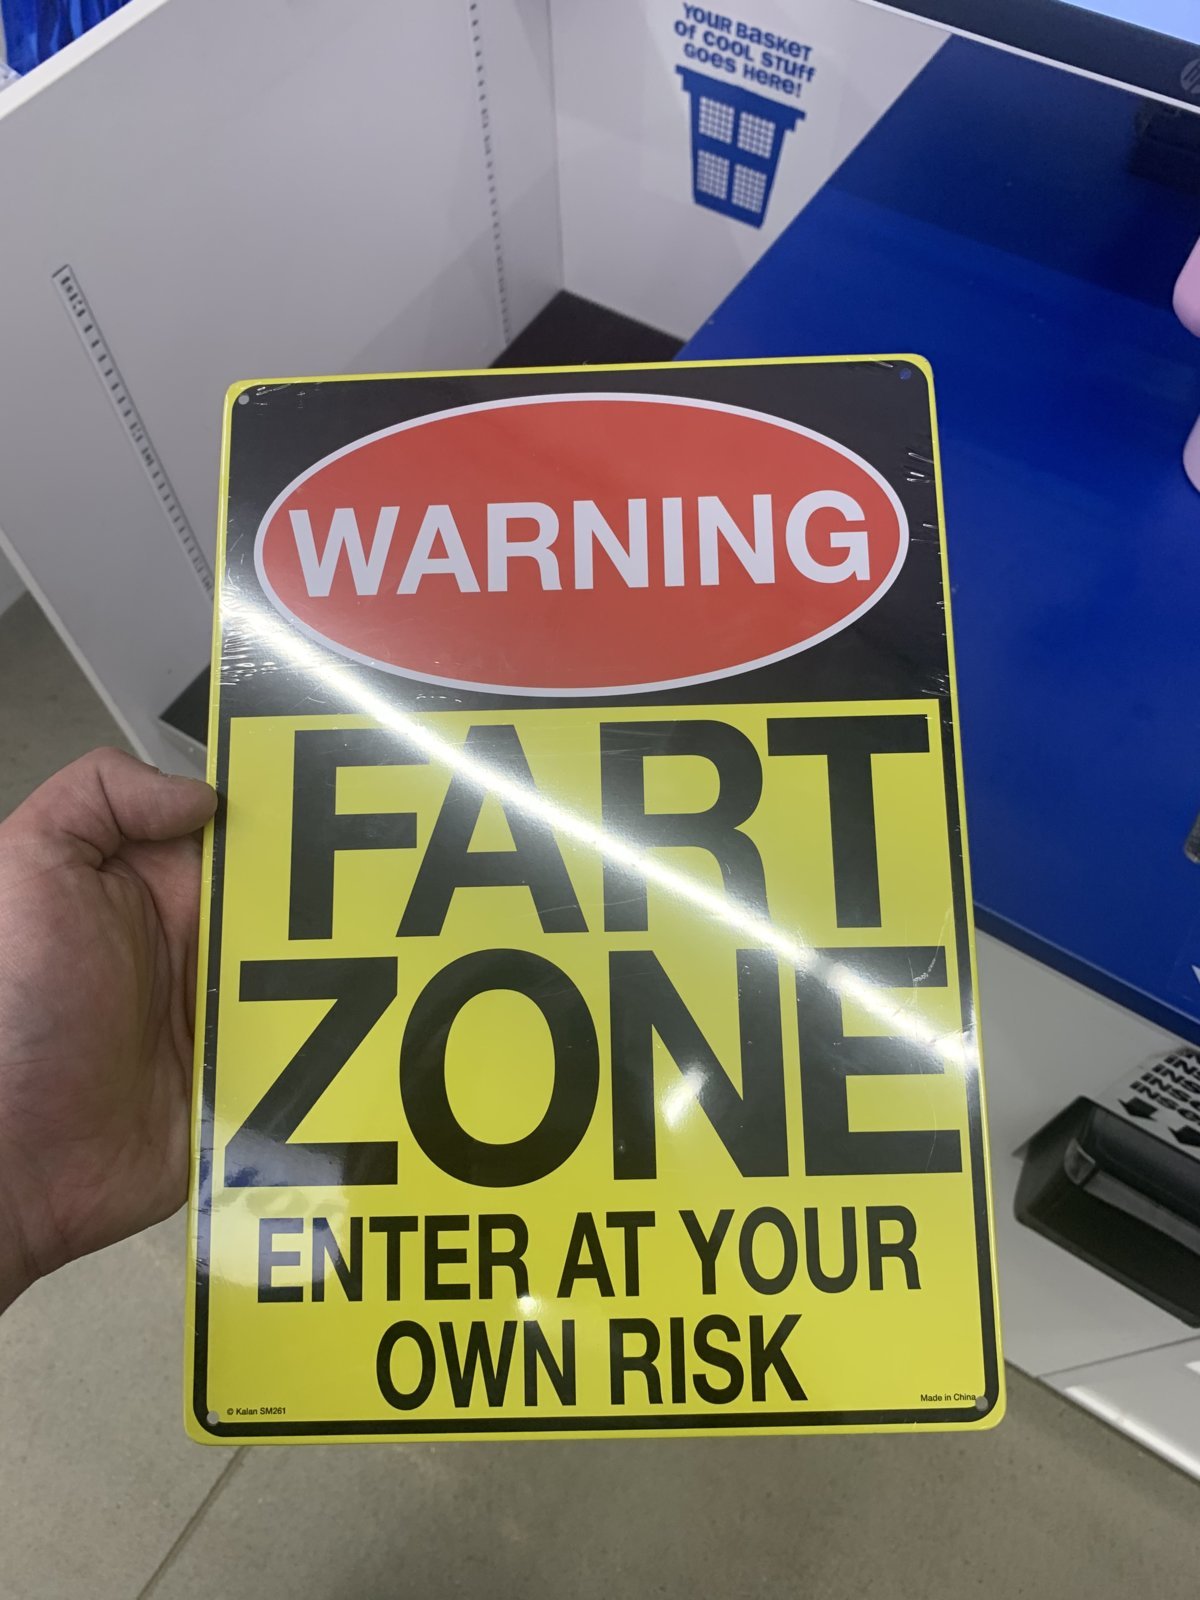 YOUR BASKET
OF COOL STUFF
GOES HERE!
WARNING
FART
ZONE
ENTER AT YOUR
OWN RISK
© Kalan SM261
Made in China